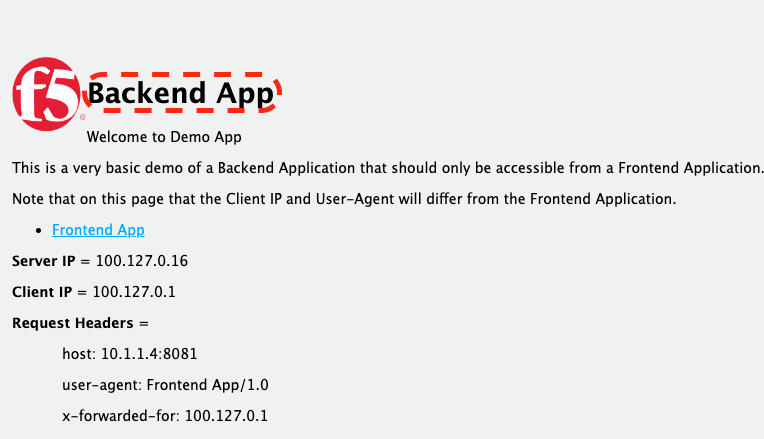 f5
®
Backend App
Welcome to Demo App
This is a very basic demo of a Backend Application that should only be accessible from a Frontend Application.
Note that on this page that the Client IP and User-Agent will differ from the Frontend Application.
• Frontend App
Server IP = 100.127.0.16
Client IP = 100.127.0.1
Request Headers =
host: 10.1.1.4:8081
user-agent: Frontend App/1.0
x-forwarded-for: 100.127.0.1